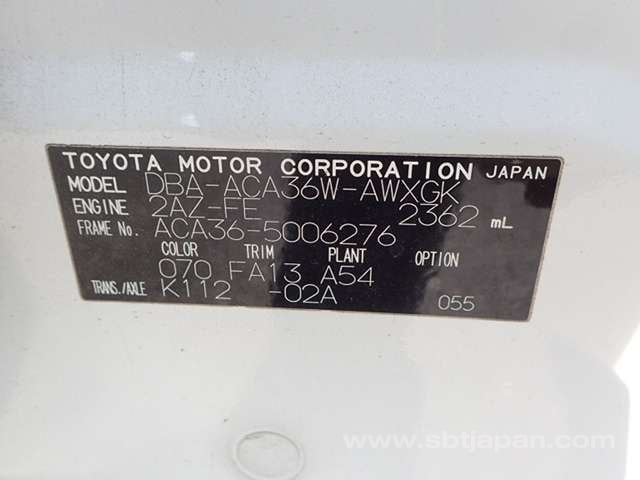 TOYOTA MOTOR CORPORATION JAPAN
MODEL DBA-ACA36W-AWXGK
ENGINE 2AZ-FE 2362 mL
FRAME No. ACA36-5006276
COLOR TRIM PLANT OPTION
070 FA13 A54
TRANS./AXLE K112 -02A 055
www.sbtjapan.com